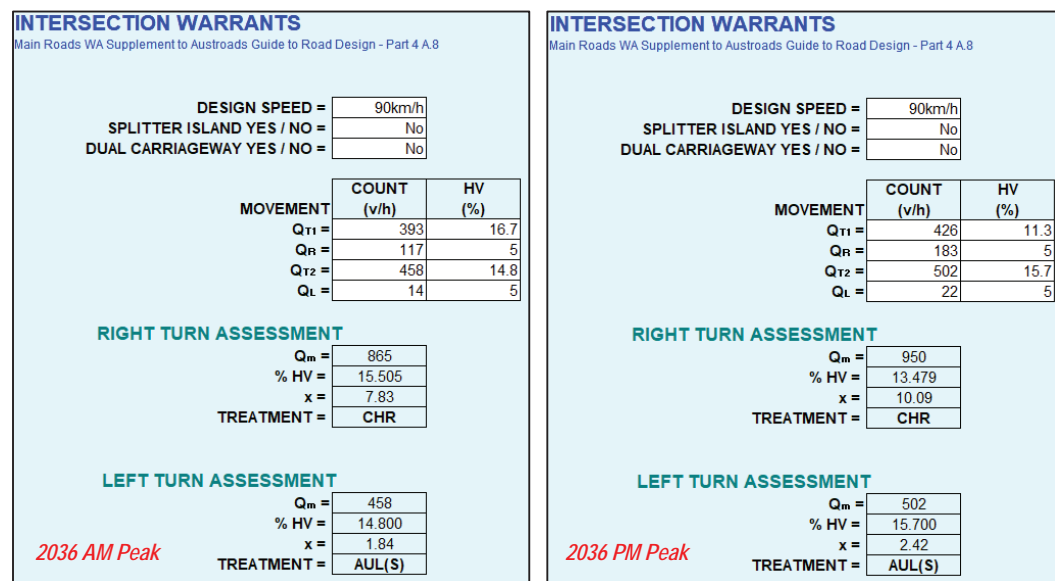 INTERSECTION WARRANTS
Main Roads WA Supplement to Austroads Guide to Road Design - Part 4 A.8
DESIGN SPEED = 90km/h
SPLITTER ISLAND YES / NO = No
DUAL CARRIAGEWAY YES / NO = No
COUNT HV
MOVEMENT (v/h) (%)
QT1 = 393 16.7
QR = 117 5
QT2 = 458 14.8
QL = 14 5
RIGHT TURN ASSESSMENT
Qm = 865
% HV = 15.505
x = 7.83
TREATMENT = CHR
LEFT TURN ASSESSMENT
Qm = 458
% HV = 14.800
x = 1.84
TREATMENT = AUL(S)
2036 AM Peak
INTERSECTION WARRANTS
Main Roads WA Supplement to Austroads Guide to Road Design - Part 4 A.8
DESIGN SPEED = 90km/h
SPLITTER ISLAND YES / NO = No
DUAL CARRIAGEWAY YES / NO = No
COUNT HV
MOVEMENT (v/h) (%)
QT1 = 426 11.3
QR = 183 5
QT2 = 502 15.7
QL = 22 5
RIGHT TURN ASSESSMENT
Qm = 950
% HV = 13.479
x = 10.09
TREATMENT = CHR
LEFT TURN ASSESSMENT
Qm = 502
% HV = 15.700
x = 2.42
TREATMENT = AUL(S)
2036 PM Peak